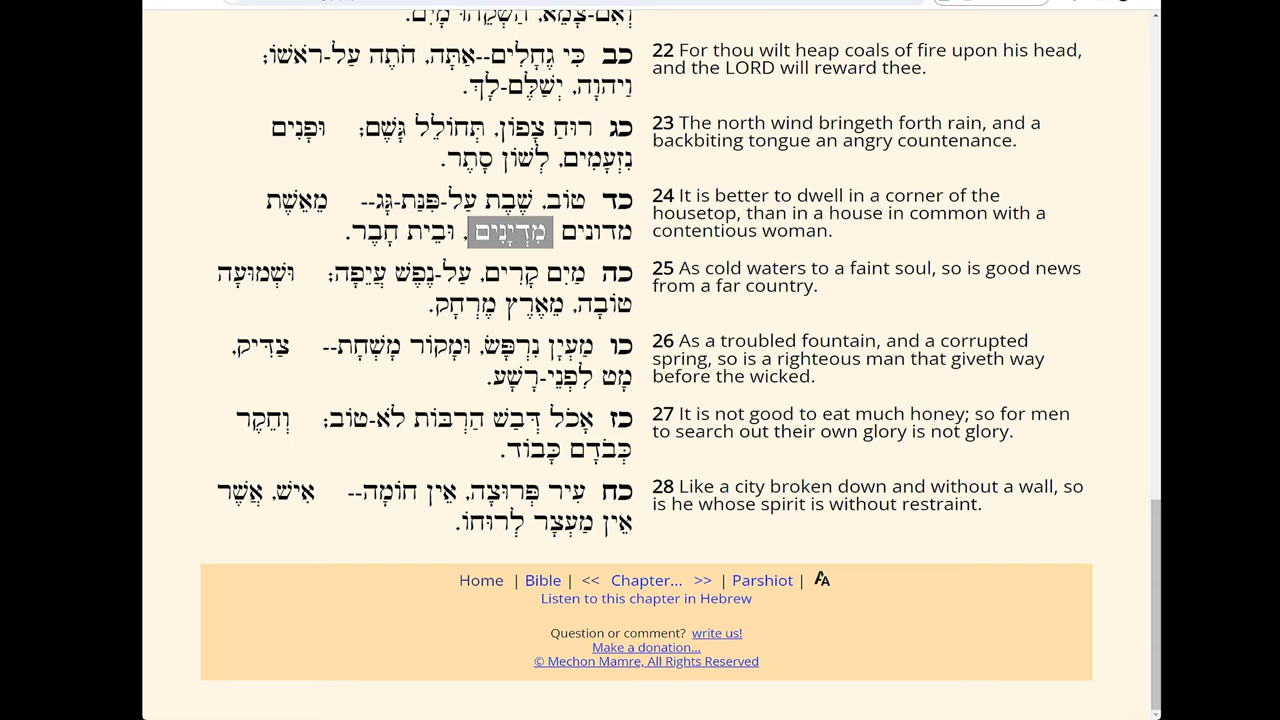 וְאִם-צָמֵא, הַשְׁקֵהוּ מָיִם.
כב כִּי גֶחָלִים--אַתָּה, חֹתֶה עַל-רֹאשׁוֹ;
וַיהוָה, יְשַׁלֶּם-לָךְ.
22 For thou wilt heap coals of fire upon his head,
and the LORD will reward thee.
כג רוּחַ צָפוֹן, תְּחוֹלֵל גָּשֶׁם; וּפָנִים
נִזְעָמִים, לְשׁוֹן סָתֶר.
23 The north wind bringeth forth rain, and a
backbiting tongue an angry countenance.
כד טוֹב, שֶׁבֶת עַל-פִּנַּת-גָּג-- מֵאֵשֶׁת
מדונים מִדְיָנִים, וּבֵית חָבֶר.
24 It is better to dwell in a corner of the
housetop, than in a house in common with a
contentious woman.
כה מַיִם קָרִים, עַל-נֶפֶשׁ עֲיֵפָה; וּשְׁמוּעָה
טוֹבָה, מֵאֶרֶץ מֶרְחָק.
25 As cold waters to a faint soul, so is good news
from a far country.
כו מַעְיָן נִרְפָּשׂ, וּמָקוֹר מָשְׁחָת-- צַדִּיק,
מָט לִפְנֵי-רָשָׁע.
26 As a troubled fountain, and a corrupted
spring, so is a righteous man that giveth way
before the wicked.
כז אָכֹל דְּבַשׁ הַרְבּוֹת לֹא-טוֹב; וְחֵקֶר
כְּבֹדָם כָּבוֹד.
27 It is not good to eat much honey; so for men
to search out their own glory is not glory.
כח עִיר פְּרוּצָה, אֵין חוֹמָה-- אִישׁ, אֲשֶׁר
אֵין מַעְצָר לְרוּחוֹ.
28 Like a city broken down and without a wall, so
is he whose spirit is without restraint.
Home | Bible | << Chapter... >> | Parshiot |
Listen to this chapter in Hebrew
Question or comment? write us!
Make a donation...
© Mechon Mamre, All Rights Reserved